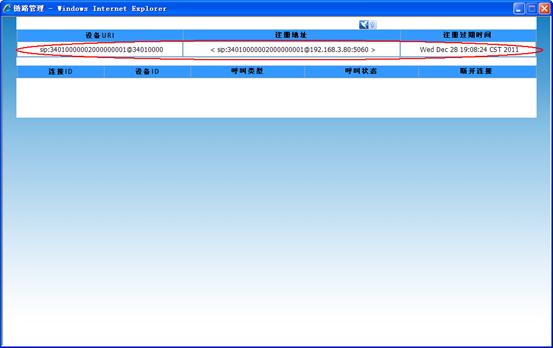 链路管理 - Windows Internet Explorer
设备URI 注册地址 注册过期时间
sip:34010000002000000001@34010000 < sip:34010000002000000001@192.168.3.80:5060 > Wed Dec 28 19:08:24 CST 2011
连接ID 设备ID 呼叫类型 呼叫状态 断开连接